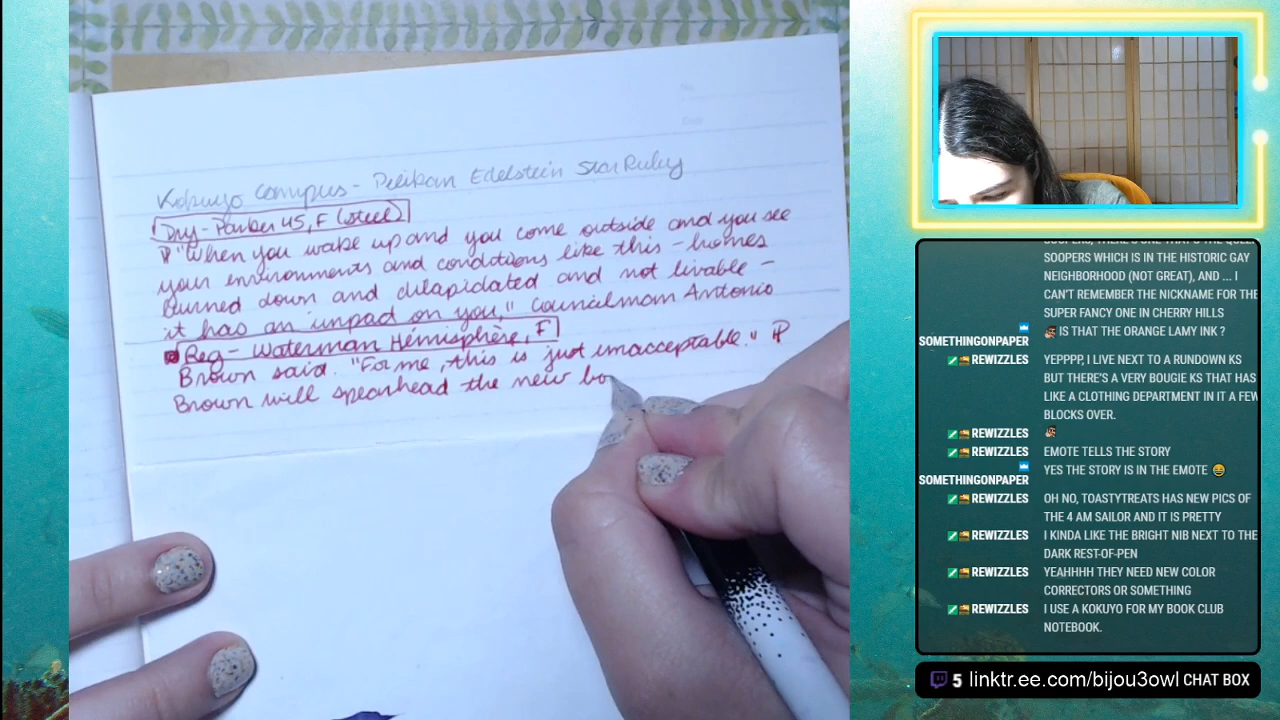 Kokuyo Campus - Pelikan Edelstein Star Ruby
Dry - Parker 45, F (steel)
"When you wake up and you come outside and you see
your environments and conditions like this - homes
burned down and dilapidated and not livable -
it has an impact on you," Councilman Antonio
Reg - Waterman Hémisphère, F
Brown said. "For me, this is just unacceptable."
Brown will spearhead the new bo
SOOPERS WHICH IS IN THE HISTORIC GAY
NEIGHBORHOOD (NOT GREAT), AND ... I
CAN'T REMEMBER THE NICKNAME FOR THE
SUPER FANCY ONE IN CHERRY HILLS
SOMETHINGONPAPER IS THAT THE ORANGE LAMY INK ?
REWIZZLES YEPPPP, I LIVE NEXT TO A RUNDOWN KS
BUT THERE'S A VERY BOUGIE KS THAT HAS
LIKE A CLOTHING DEPARTMENT IN IT A FEW
BLOCKS OVER.
REWIZZLES
REWIZZLES EMOTE TELLS THE STORY
SOMETHINGONPAPER YES THE STORY IS IN THE EMOTE 😅
REWIZZLES OH NO, TOASTYTREATS HAS NEW PICS OF
THE 4 AM SAILOR AND IT IS PRETTY
REWIZZLES I KINDA LIKE THE BRIGHT NIB NEXT TO THE
DARK REST-OF-PEN
REWIZZLES YEAHHHH THEY NEED NEW COLOR
CORRECTORS OR SOMETHING
REWIZZLES I USE A KOKUYO FOR MY BOOK CLUB
NOTEBOOK.
5 linktr.ee.com/bijou3owl CHAT BOX